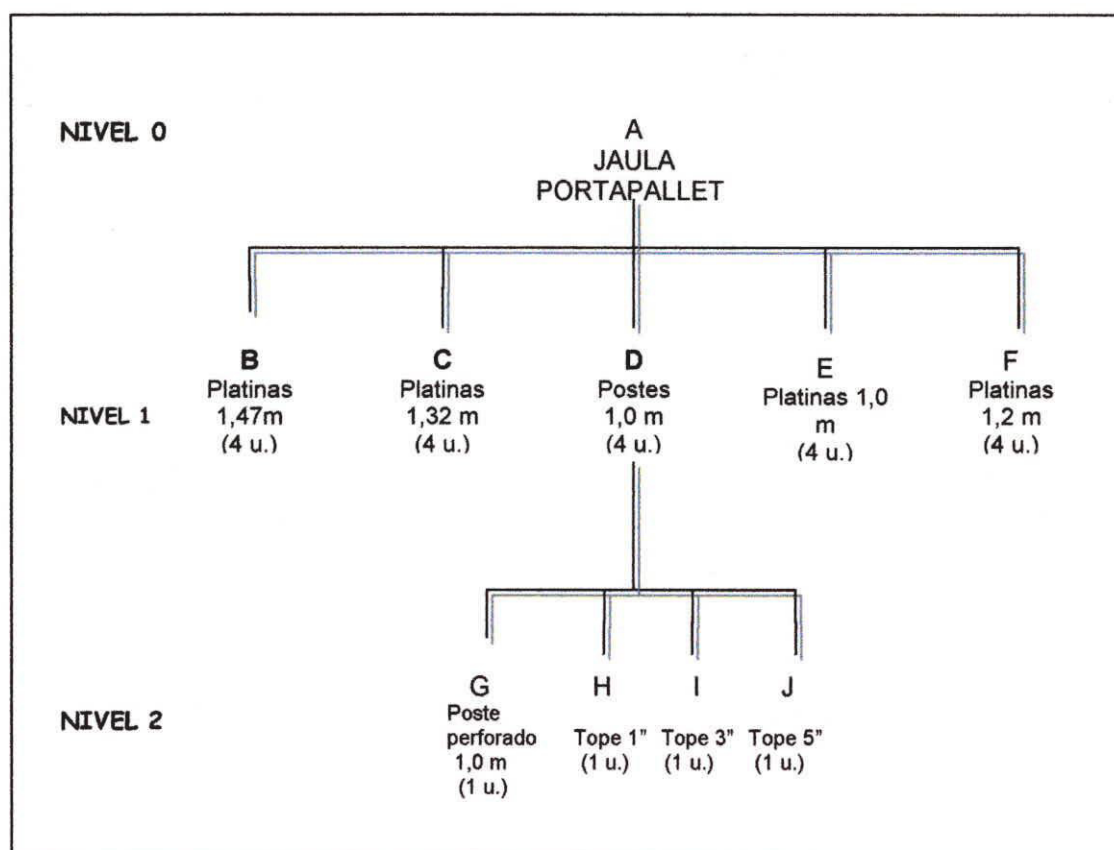 NIVEL 0
A
JAULA
PORTAPALLET
NIVEL 1
B
Platinas
1,47m
(4 u.)
C
Platinas
1,32 m
(4 u.)
D
Postes
1,0 m
(4 u.)
E
Platinas 1,0
m
(4 u.)
F
Platinas
1,2 m
(4 u.)
NIVEL 2
G
Poste
perforado
1,0 m
(1 u.)
H
Tope 1”
(1 u.)
I
Tope 3”
(1 u.)
J
Tope 5”
(1 u.)